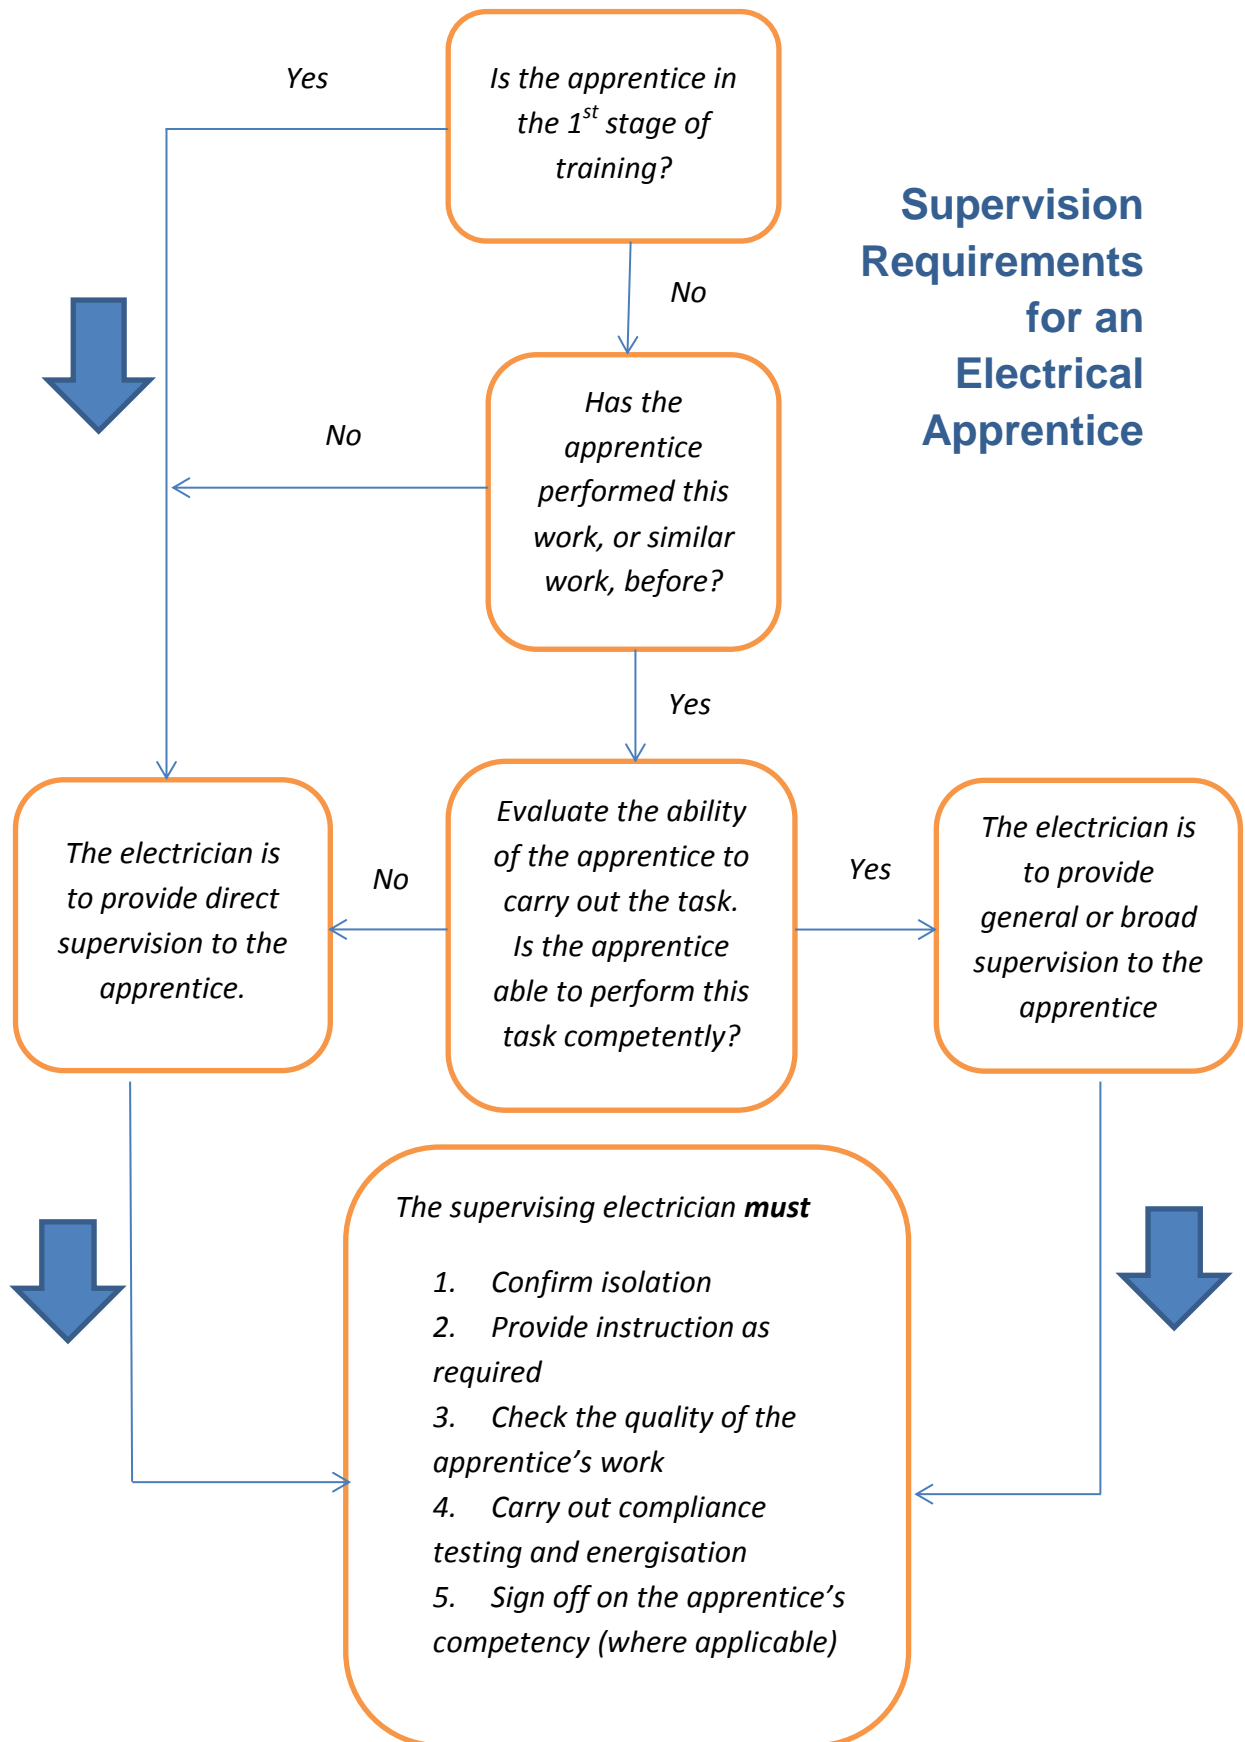 Yes
Is the apprentice in
the 1st stage of
training?
Supervision
Requirements
for an
Electrical
Apprentice
No
Has the
apprentice
performed this
work, or similar
work, before?
No
Yes
The electrician is
to provide direct
supervision to the
apprentice.
No
Evaluate the ability
of the apprentice to
carry out the task.
Is the apprentice
able to perform this
task competently?
Yes
The electrician is
to provide
general or broad
supervision to the
apprentice
The supervising electrician must
1. Confirm isolation
2. Provide instruction as
required
3. Check the quality of the
apprentice’s work
4. Carry out compliance
testing and energisation
5. Sign off on the apprentice’s
competency (where applicable)